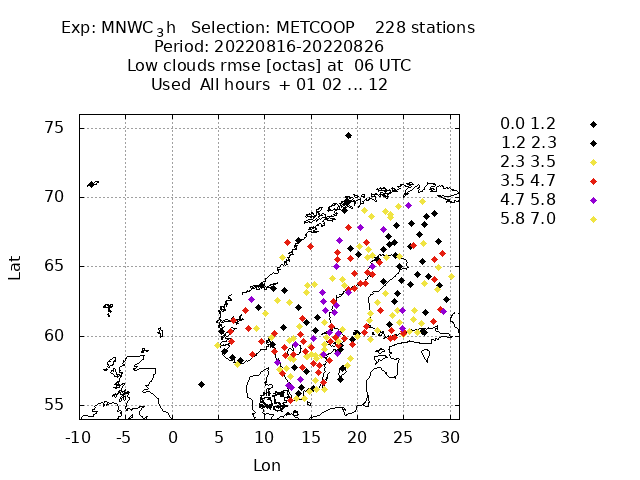 Exp: MNWC_3h Selection: METCOOP 228 stations
Period: 20220816-20220826
Low clouds rmse [octas] at 06 UTC
Used All hours + 01 02 ... 12
75
70
65
60
55
-10 -5 0 5 10 15 20 25 30
Lat
Lon
0.0 1.2
1.2 2.3
2.3 3.5
3.5 4.7
4.7 5.8
5.8 7.0